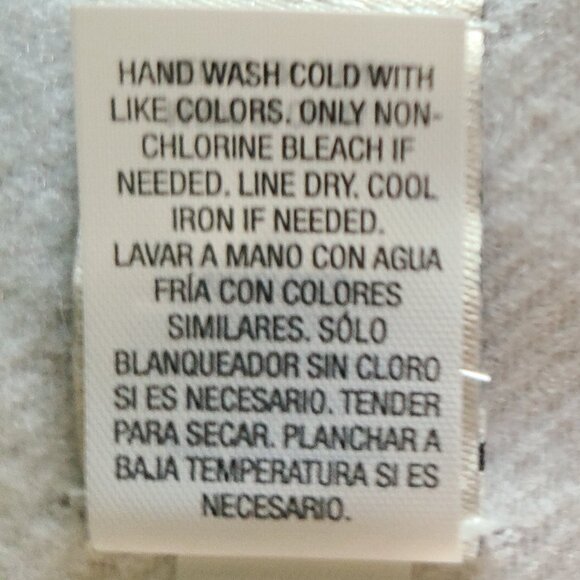 HAND WASH COLD WITH
LIKE COLORS. ONLY NON-
CHLORINE BLEACH IF
NEEDED. LINE DRY. COOL
IRON IF NEEDED.
LAVAR A MANO CON AGUA
FRÍA CON COLORES
SIMILARES. SÓLO
BLANQUEADOR SIN CLORO
SI ES NECESARIO. TENDER
PARA SECAR. PLANCHAR A
BAJA TEMPERATURA SI ES
NECESARIO.